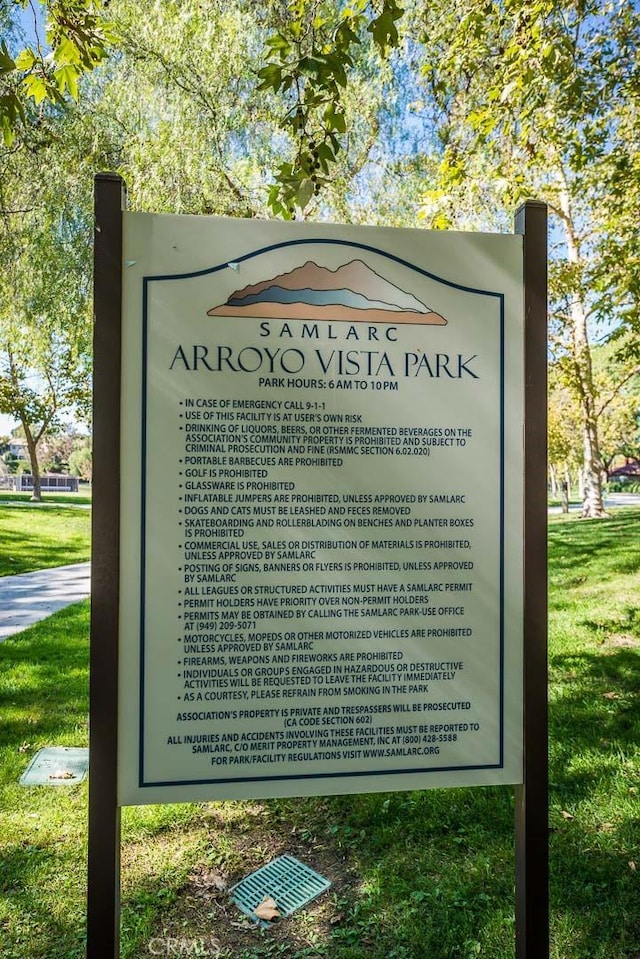 SAMLARC
ARROYO VISTA PARK
PARK HOURS: 6 AM TO 10 PM
• IN CASE OF EMERGENCY CALL 9-1-1
• USE OF THIS FACILITY IS AT USER'S OWN RISK
• DRINKING OF LIQUORS, BEERS, OR OTHER FERMENTED BEVERAGES ON THE
ASSOCIATION'S COMMUNITY PROPERTY IS PROHIBITED AND SUBJECT TO
CRIMINAL PROSECUTION AND FINE (RSMMC SECTION 6.02.020)
• PORTABLE BARBECUES ARE PROHIBITED
• GOLF IS PROHIBITED
• GLASSWARE IS PROHIBITED
• INFLATABLE JUMPERS ARE PROHIBITED, UNLESS APPROVED BY SAMLARC
• DOGS AND CATS MUST BE LEASHED AND FECES REMOVED
• SKATEBOARDING AND ROLLERBLADING ON BENCHES AND PLANTER BOXES
IS PROHIBITED
• COMMERCIAL USE, SALES OR DISTRIBUTION OF MATERIALS IS PROHIBITED,
UNLESS APPROVED BY SAMLARC
• POSTING OF SIGNS, BANNERS OR FLYERS IS PROHIBITED, UNLESS APPROVED
BY SAMLARC
• ALL LEAGUES OR STRUCTURED ACTIVITIES MUST HAVE A SAMLARC PERMIT
• PERMIT HOLDERS HAVE PRIORITY OVER NON-PERMIT HOLDERS
• PERMITS MAY BE OBTAINED BY CALLING THE SAMLARC PARK-USE OFFICE
AT (949) 209-5071
• MOTORCYCLES, MOPEDS OR OTHER MOTORIZED VEHICLES ARE PROHIBITED
UNLESS APPROVED BY SAMLARC
• FIREARMS, WEAPONS AND FIREWORKS ARE PROHIBITED
• INDIVIDUALS OR GROUPS ENGAGED IN HAZARDOUS OR DESTRUCTIVE
ACTIVITIES WILL BE REQUESTED TO LEAVE THE FACILITY IMMEDIATELY
• AS A COURTESY, PLEASE REFRAIN FROM SMOKING IN THE PARK
ASSOCIATION'S PROPERTY IS PRIVATE AND TRESPASSERS WILL BE PROSECUTED
(CA CODE SECTION 602)
ALL INJURIES AND ACCIDENTS INVOLVING THESE FACILITIES MUST BE REPORTED TO
SAMLARC, C/O MERIT PROPERTY MANAGEMENT, INC AT (800) 428-5588
FOR PARK/FACILITY REGULATIONS VISIT WWW.SAMLARC.ORG
CRMLS